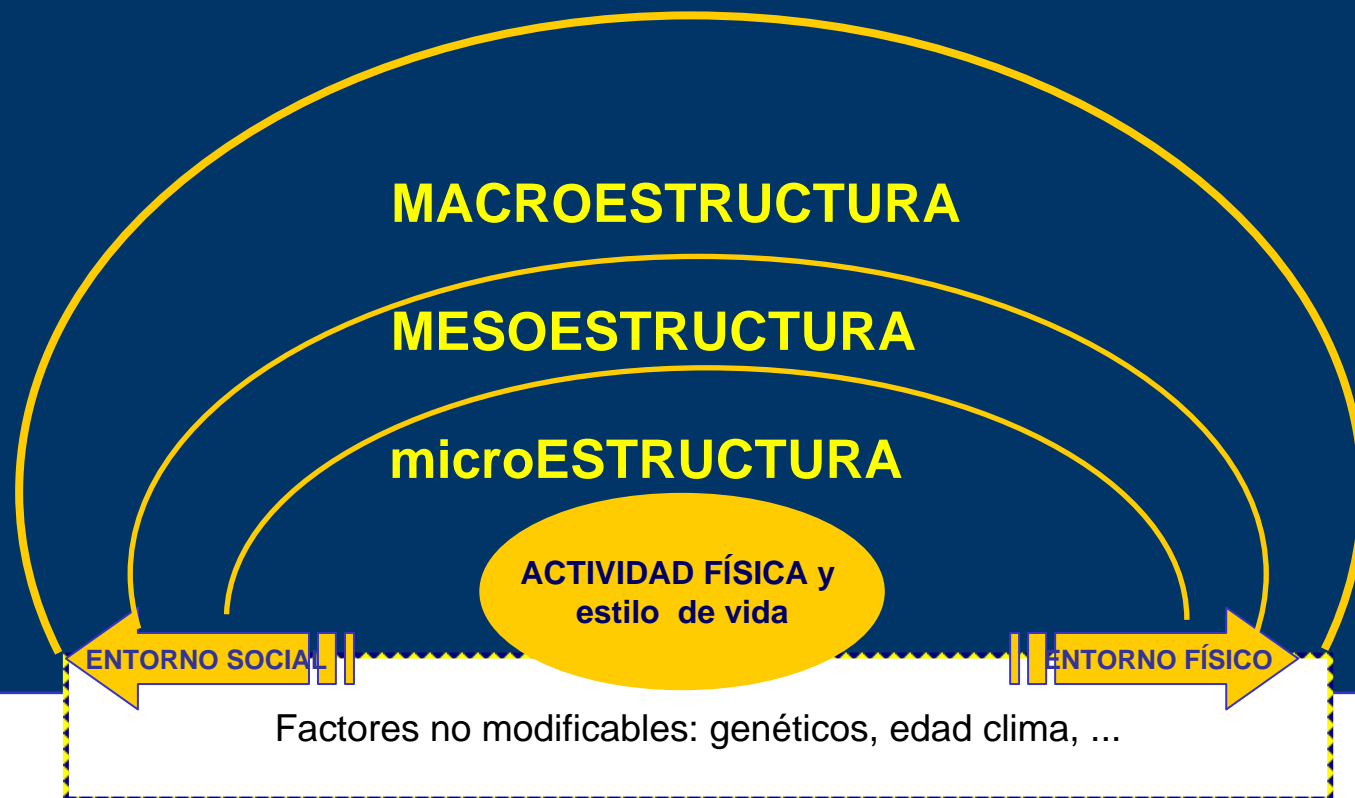 MACROESTRUCTURA
MESOESTRUCTURA
microESTRUCTURA
ACTIVIDAD FÍSICA y
estilo de vida
ENTORNO SOCIAL
ENTORNO FÍSICO
Factores no modificables: genéticos, edad clima, ...